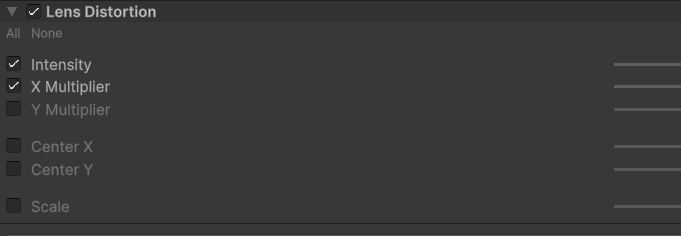 Lens Distortion
All None
Intensity
X Multiplier
Y Multiplier
Center X
Center Y
Scale